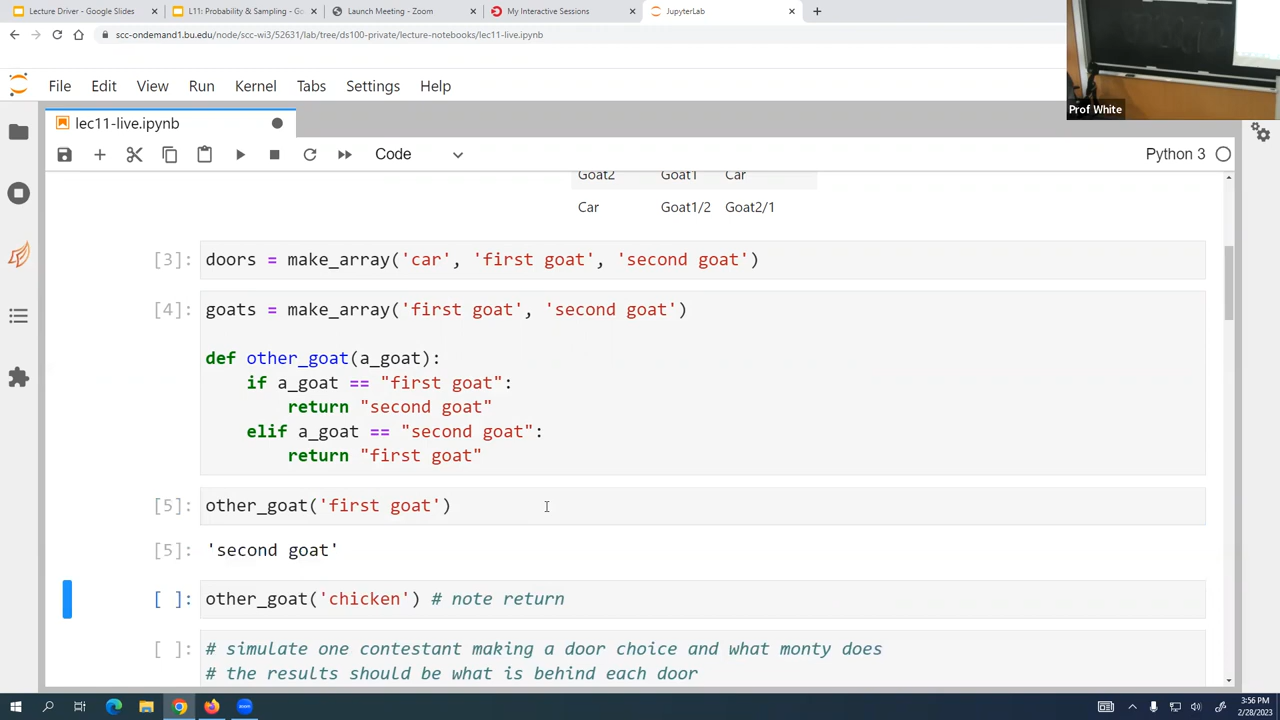 Lecture Driver - Google Slides
L11: Probability & Sampling - Go
Launch Meeting - Zoom
My Interactive Sessions
JupyterLab
scc-ondemand1.bu.edu/node/scc-wi3/52631/lab/tree/ds100-private/lecture-notebooks/lec11-live.ipynb
Prof White
File Edit View Run Kernel Tabs Settings Help
lec11-live.ipynb
Code
Python 3
Goat2 Goat1 Car
Car Goat1/2 Goat2/1
[3]: doors = make_array('car', 'first goat', 'second goat')
[4]: goats = make_array('first goat', 'second goat')
def other_goat(a_goat):
if a_goat == "first goat":
return "second goat"
elif a_goat == "second goat":
return "first goat"
[5]: other_goat('first goat')
[5]: 'second goat'
[ ]: other_goat('chicken') # note return
[ ]: # simulate one contestant making a door choice and what monty does
# the results should be what is behind each door
3:56 PM
2/28/2023